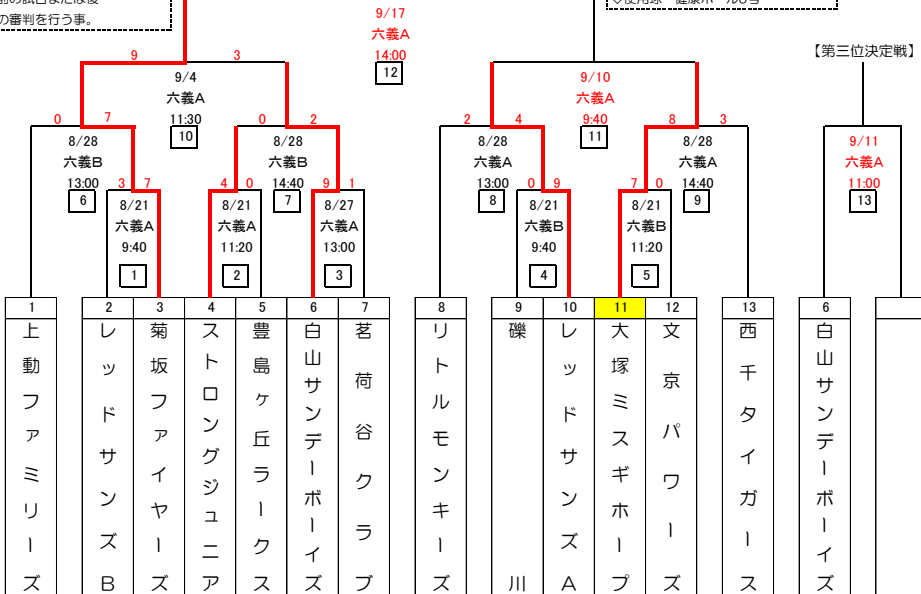 の審判を行う事。
9/17
六義A
14:00
12
【第三位決定戦】
9
3
9/4
六義A
11:30
10
9/10
六義A
9:40
11
0
7
8/28
六義B
13:00
6
0
2
8/28
六義B
14:40
7
2
4
8/28
六義A
13:00
8
8
3
8/28
六義A
14:40
9
9/11
六義A
11:00
13
3
7
8/21
六義A
9:40
1
4
0
8/21
六義A
11:20
2
9
1
8/27
六義A
13:00
3
0
9
8/21
六義B
9:40
4
7
0
8/21
六義B
11:20
5
1
上動ファミリーズ
2
レッドサンズB
3
菊坂ファイヤーズ
4
ストロングジュニア
5
豊島ヶ丘ラークス
6
白山サンデーボーイズ
7
茗荷谷クラブ
8
リトルモンキーズ
9
礫川
10
レッドサンズA
11
大塚ミスギホープ
12
文京パワーズ
13
西千タイガース
6
白山サンデーボーイズ